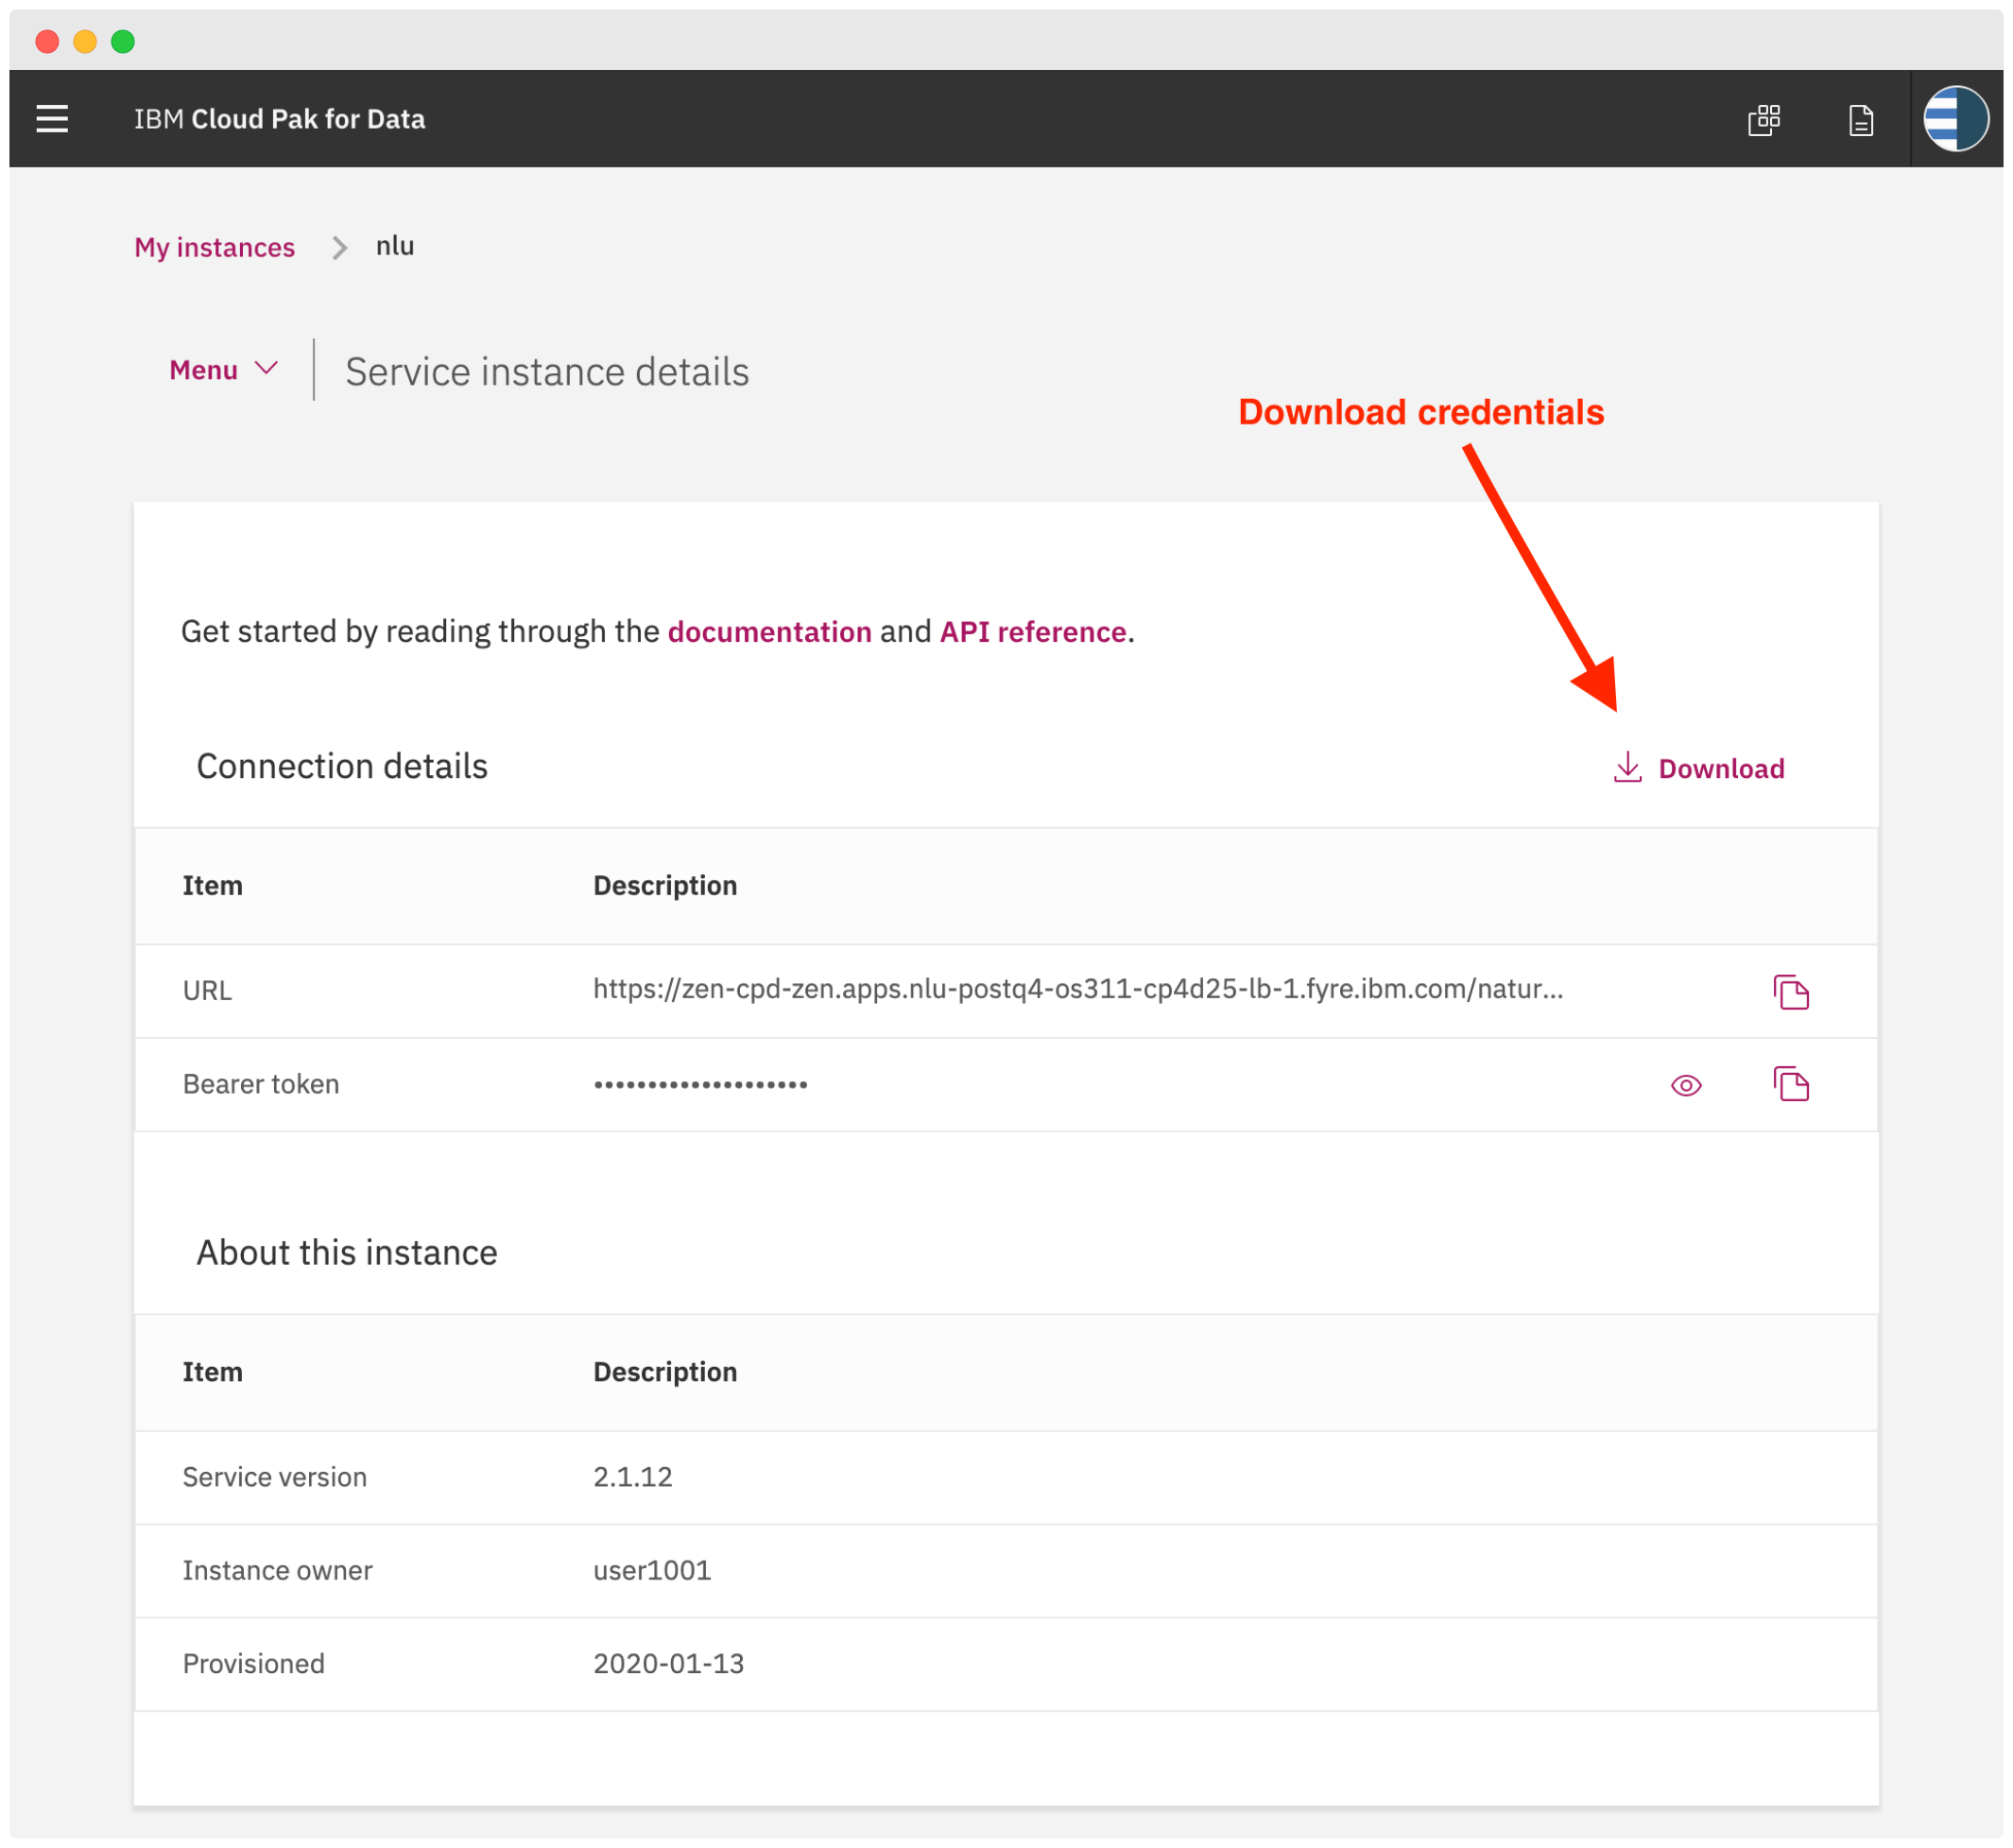 IBM Cloud Pak for Data
My instances > nlu
Menu Service instance details
Download credentials
Get started by reading through the documentation and API reference.
Connection details Download
Item Description
URL https://zen-cpd-zen.apps.nlu-postq4-os311-cp4d25-lb-1.fyre.ibm.com/natur...
Bearer token ••••••••••••••••••••
About this instance
Item Description
Service version 2.1.12
Instance owner user1001
Provisioned 2020-01-13